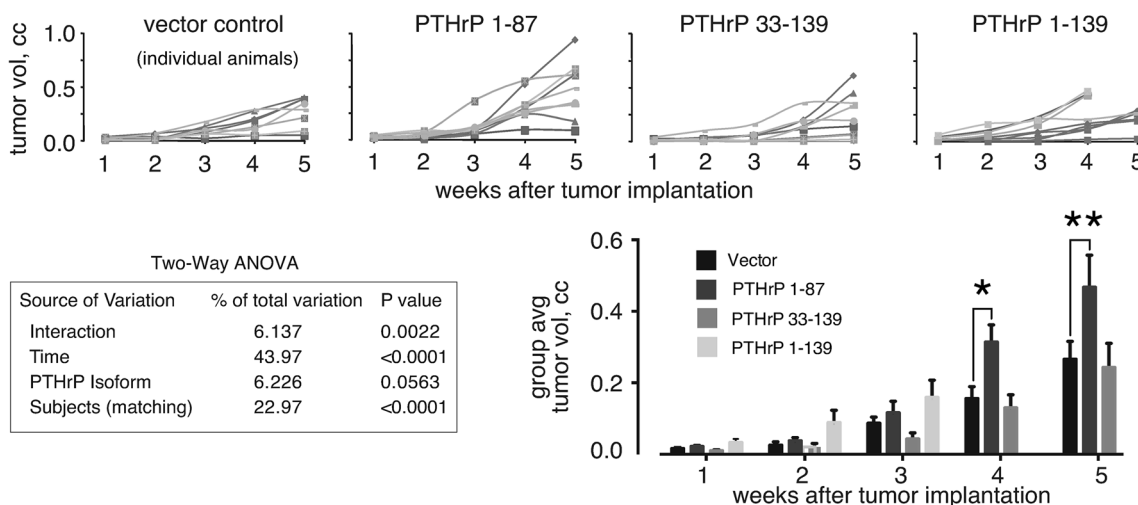 vector control
(individual animals)
PTHrP 1-87
PTHrP 33-139
PTHrP 1-139
tumor vol, cc
1.0
0.5
0.0
1 2 3 4 5
1 2 3 4 5
1 2 3 4 5
1 2 3 4 5
weeks after tumor implantation
Two-Way ANOVA
Source of Variation % of total variation P value
Interaction 6.137 0.0022
Time 43.97 <0.0001
PTHrP Isoform 6.226 0.0563
Subjects (matching) 22.97 <0.0001
group avg
tumor vol, cc
0.6
0.4
0.2
0.0
Vector
PTHrP 1-87
PTHrP 33-139
PTHrP 1-139
*
**
1 2 3 4 5
weeks after tumor implantation